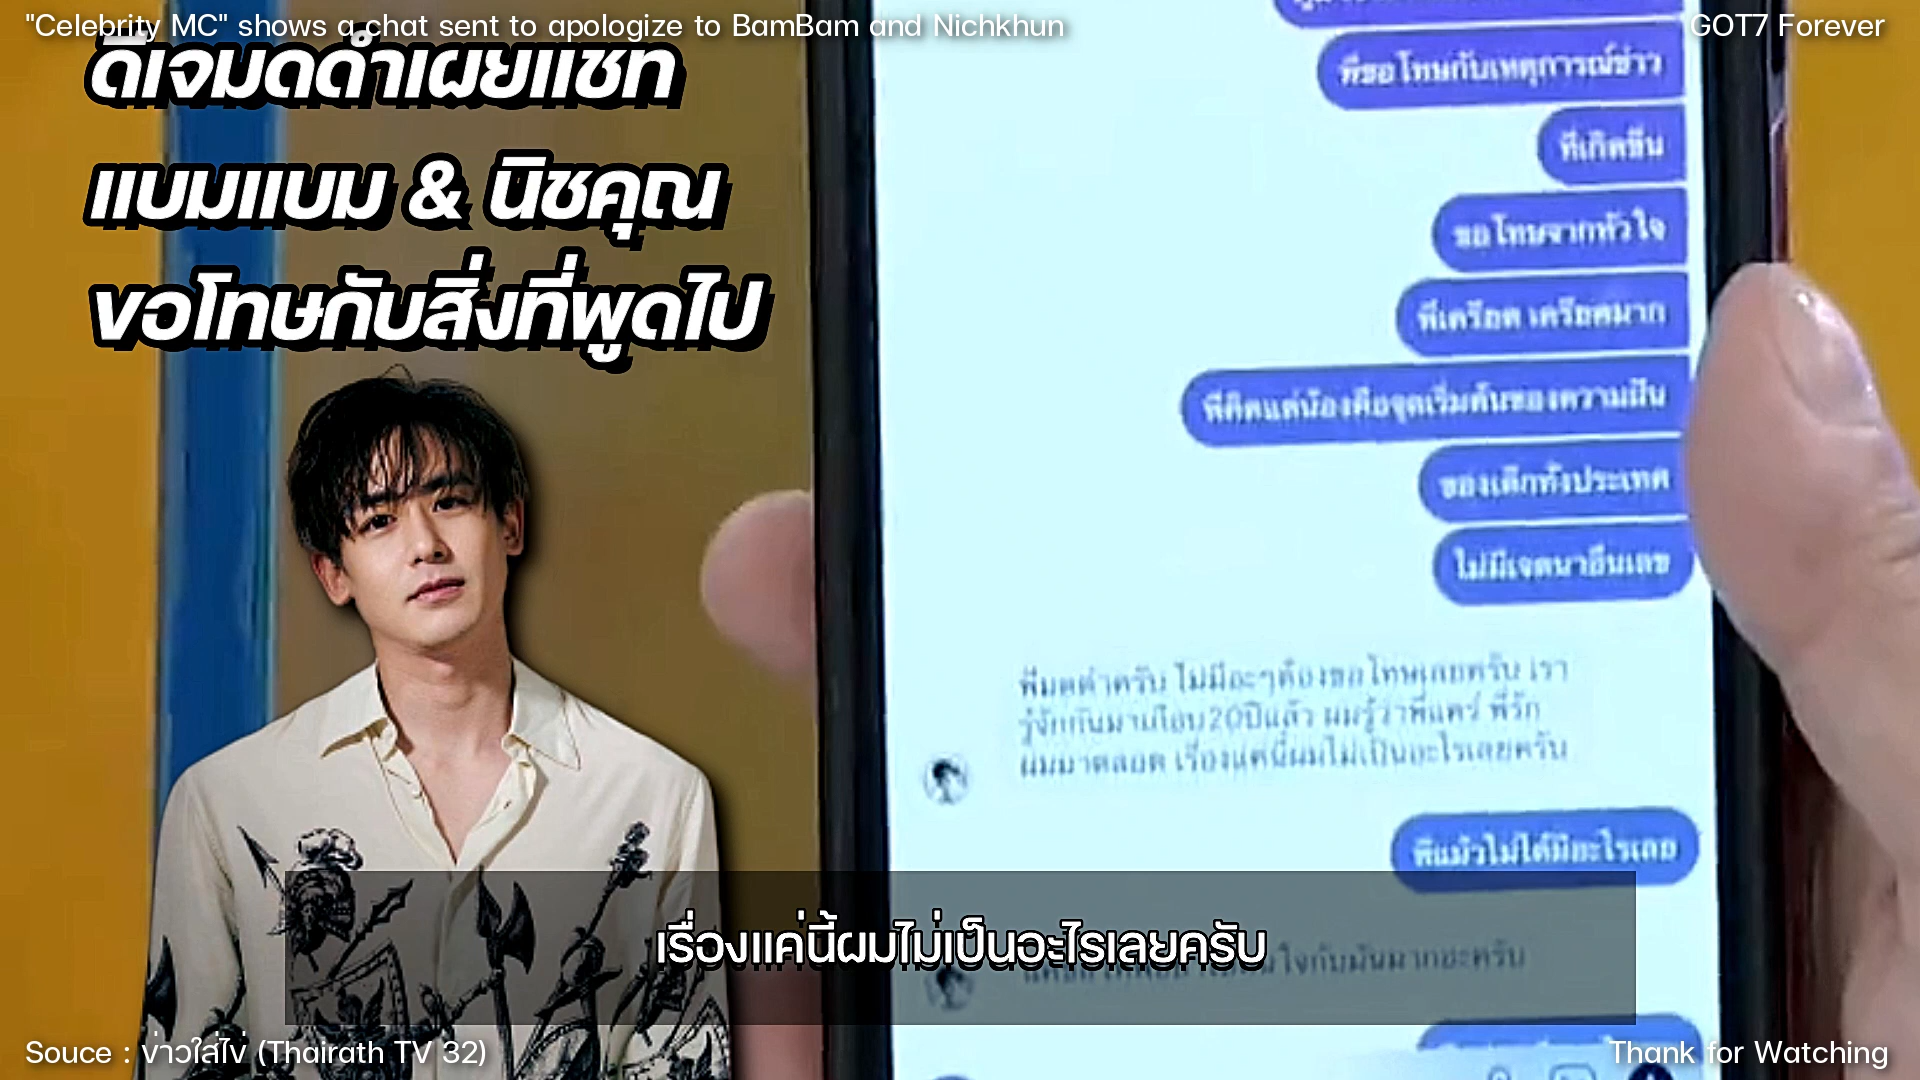 "Celebrity MC" shows a chat sent to apologize to BamBam and Nichkhun
GOT7 Forever
ดีเจมดดำเผยแชท
แบมแบม & นิชคุณ
ขอโทษกับสิ่งที่พูดไป
พี่ขอโทษกับเหตุการณ์ข่าว
ที่เกิดขึ้น
ขอโทษจากหัวใจ
พี่เครียด เครียดมาก
พี่คิดแค่น้องคือจุดเริ่มต้นของความฝัน
ของเด็กทั้งประเทศ
ไม่มีเจตนาอื่นเลย
พี่มดดำครับ ไม่มีอะไรต้องขอโทษเลยครับ เรา
รู้จักกันมาเกือบ20ปีแล้ว ผมรู้ว่าพี่แคร์ พี่รัก
ผมมาตลอด เรื่องแค่นี้ผมไม่เป็นอะไรเลยครับ
พี่แม้วไม่ได้มีอะไรเลย
เรื่องแค่นี้ผมไม่เป็นอะไรเลยครับ
Souce : ข่าวใส่ไข่ (Thairath TV 32)
Thank for Watching